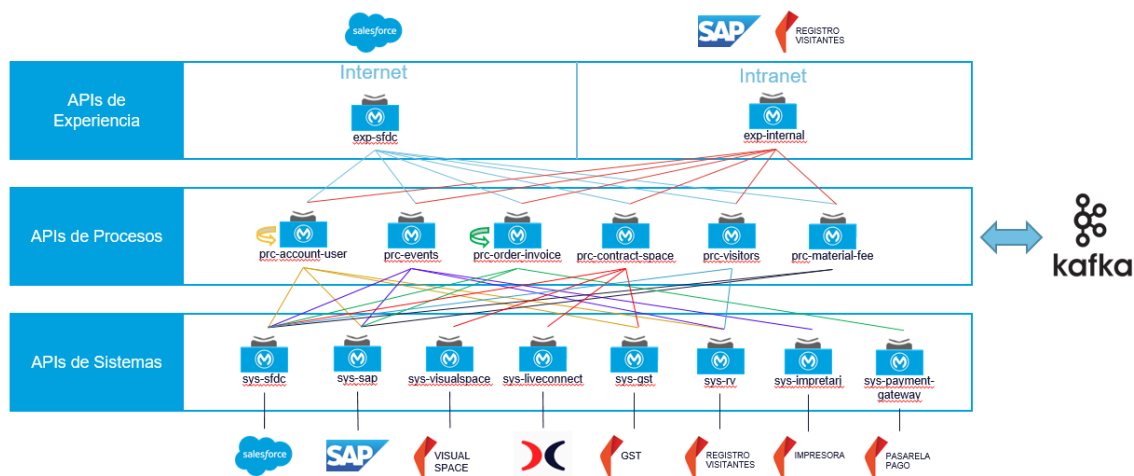 salesforce
SAP
REGISTRO
VISITANTES
Internet
Intranet
APIs de
Experiencia
exp-sfdc
exp-internal
APIs de Procesos
prc-account-user
prc-events
prc-order-invoice
prc-contract-space
prc-visitors
prc-material-fee
kafka
APIs de Sistemas
sys-sfdc
sys-sap
sys-visualspace
sys-liveconnect
sys-gst
sys-rv
sys-impretarj
sys-payment-
gateway
salesforce
SAP
VISUAL
SPACE
GST
REGISTRO
VISITANTES
IMPRESORA
PASARELA
PAGO